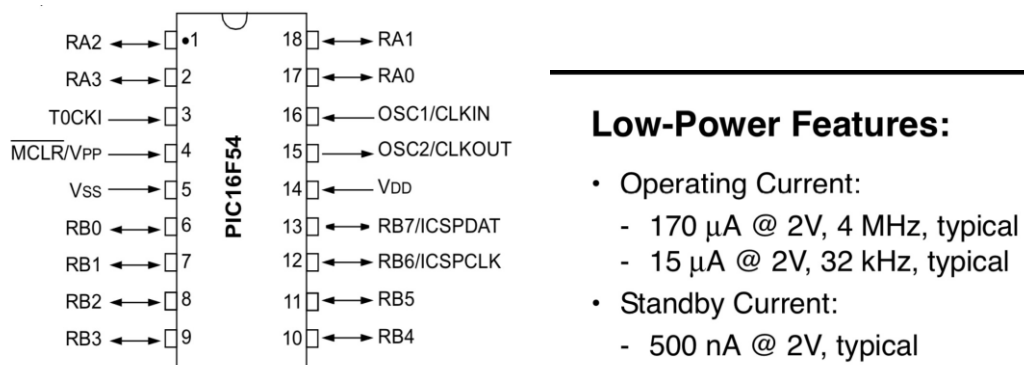 RA2 •1 18 RA1
RA3 2 17 RA0
T0CKI 3 16 OSC1/CLKIN
MCLR/VPP 4 15 OSC2/CLKOUT
VSS 5 14 VDD
RB0 6 13 RB7/ICSPDAT
RB1 7 12 RB6/ICSPCLK
RB2 8 11 RB5
RB3 9 10 RB4
PIC16F54
Low-Power Features:
• Operating Current:
- 170 μA @ 2V, 4 MHz, typical
- 15 μA @ 2V, 32 kHz, typical
• Standby Current:
- 500 nA @ 2V, typical